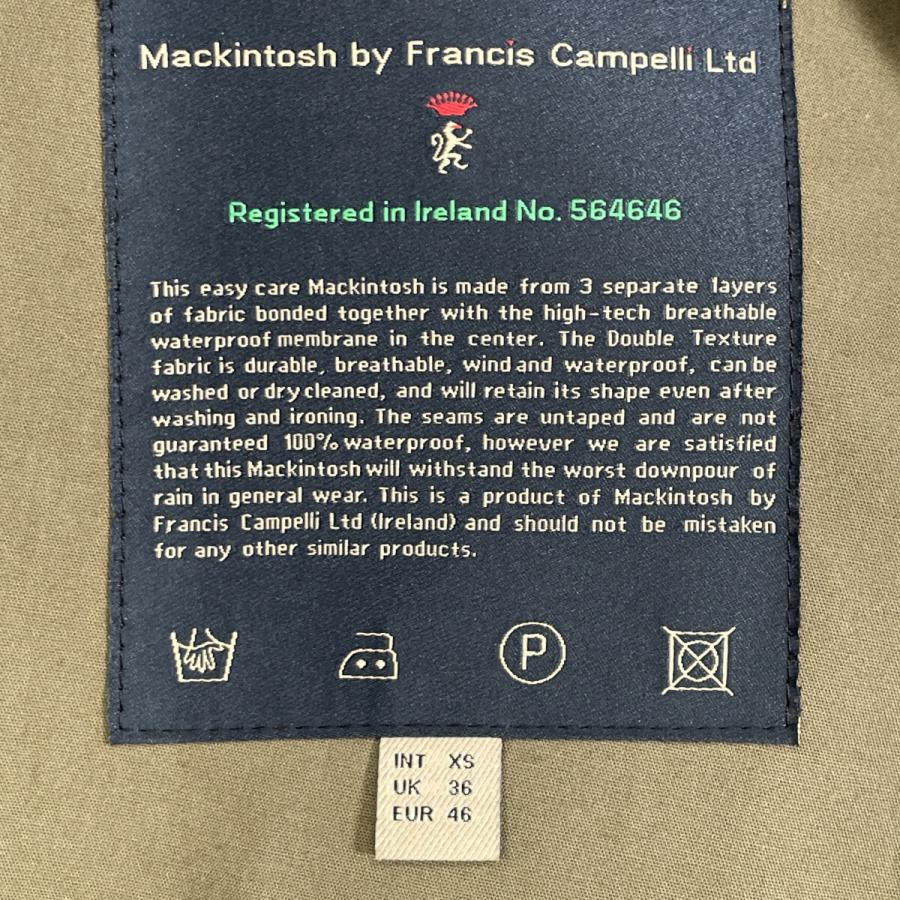 Mackintosh by Francis Campelli Ltd
Registered in Ireland No. 564646
This easy care Mackintosh is made from 3 separate layers
of fabric bonded together with the high-tech breathable
waterproof membrane in the center. The Double Texture
fabric is durable, breathable, wind and waterproof, can be
washed or dry cleaned, and will retain its shape even after
washing and ironing. The seams are untaped and are not
guaranteed 100% waterproof, however we are satisfied
that this Mackintosh will withstand the worst downpour of
rain in general wear. This is a product of Mackintosh by
Francis Campelli Ltd (Ireland) and should not be mistaken
for any other similar products.
P
INT XS
UK 36
EUR 46